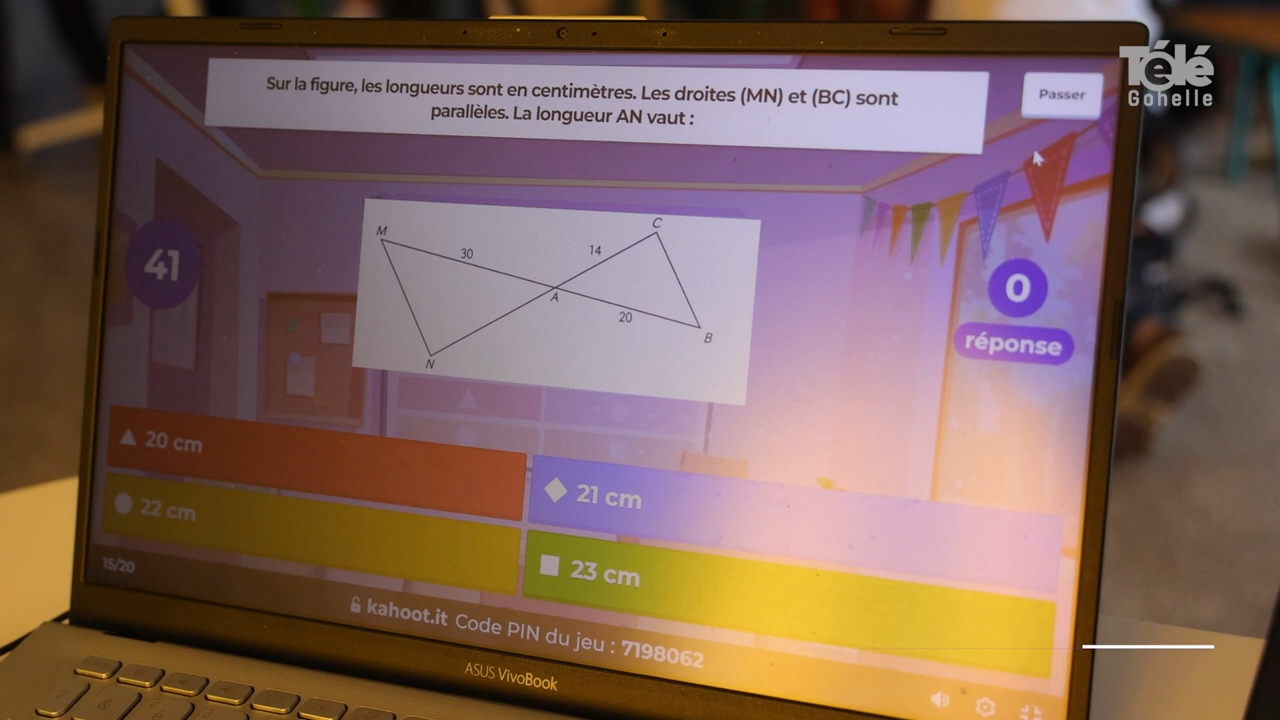 Télé
Gohelle
Sur la figure, les longueurs sont en centimètres. Les droites (MN) et (BC) sont
parallèles. La longueur AN vaut :
Passer
41
M
30
14
C
A
20
B
N
0
réponse
20 cm
21 cm
22 cm
23 cm
15/20
kahoot.it Code PIN du jeu : 7198062
ASUS VivoBook